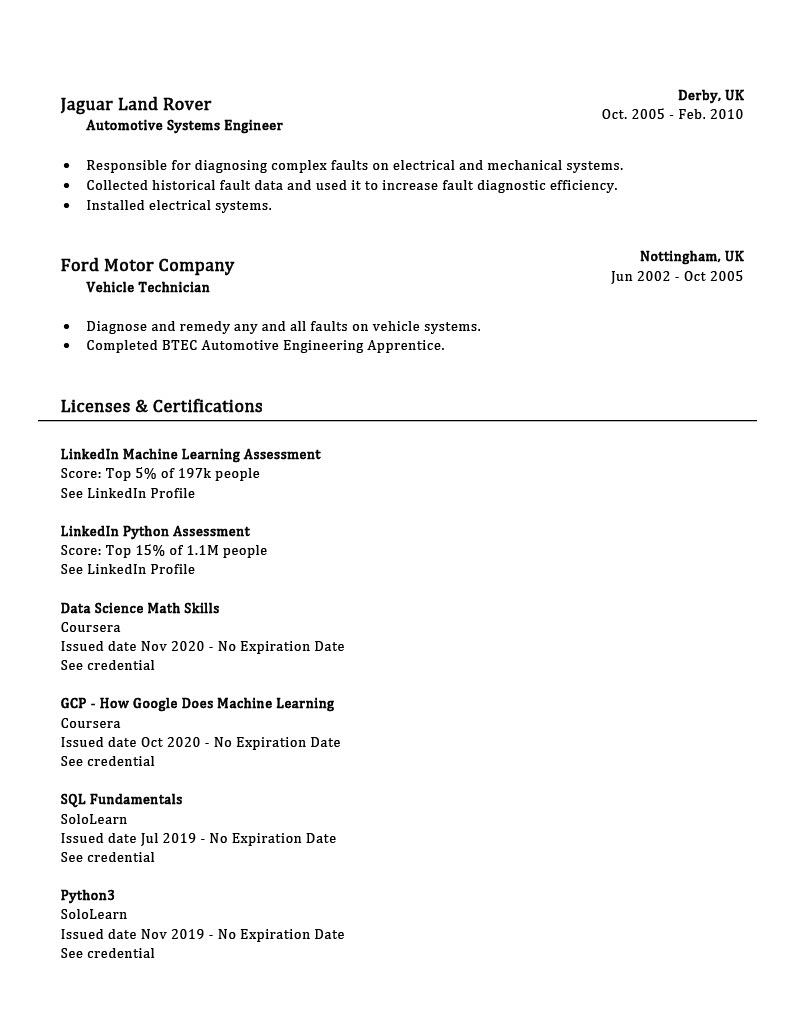 Jaguar Land Rover
Derby, UK
Automotive Systems Engineer
Oct. 2005 - Feb. 2010
• Responsible for diagnosing complex faults on electrical and mechanical systems.
• Collected historical fault data and used it to increase fault diagnostic efficiency.
• Installed electrical systems.
Ford Motor Company
Nottingham, UK
Vehicle Technician
Jun 2002 - Oct 2005
• Diagnose and remedy any and all faults on vehicle systems.
• Completed BTEC Automotive Engineering Apprentice.
Licenses & Certifications
LinkedIn Machine Learning Assessment
Score: Top 5% of 197k people
See LinkedIn Profile
LinkedIn Python Assessment
Score: Top 15% of 1.1M people
See LinkedIn Profile
Data Science Math Skills
Coursera
Issued date Nov 2020 - No Expiration Date
See credential
GCP - How Google Does Machine Learning
Coursera
Issued date Oct 2020 - No Expiration Date
See credential
SQL Fundamentals
SoloLearn
Issued date Jul 2019 - No Expiration Date
See credential
Python3
SoloLearn
Issued date Nov 2019 - No Expiration Date
See credential